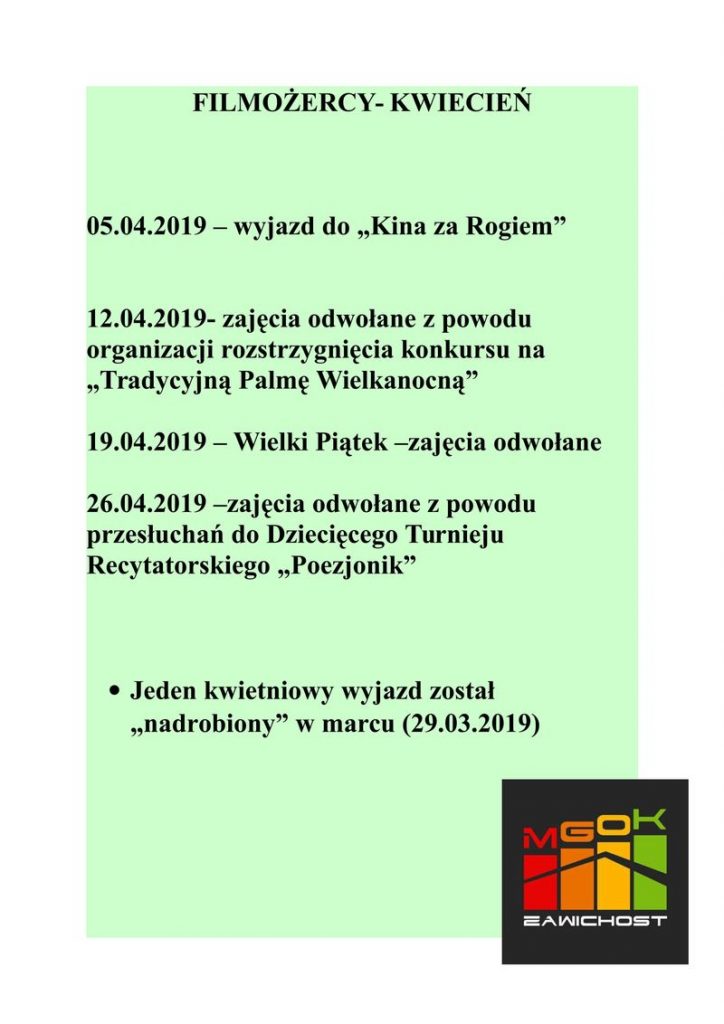 FILMOŻERCY- KWIECIEŃ
05.04.2019 – wyjazd do „Kina za Rogiem”
12.04.2019- zajęcia odwołane z powodu
organizacji rozstrzygnięcia konkursu na
„Tradycyjną Palmę Wielkanocną”
19.04.2019 – Wielki Piątek –zajęcia odwołane
26.04.2019 –zajęcia odwołane z powodu
przesłuchań do Dziecięcego Turnieju
Recytatorskiego „Poezjonik”
• Jeden kwietniowy wyjazd został
„nadrobiony” w marcu (29.03.2019)
MGOK
ZAWICHOST